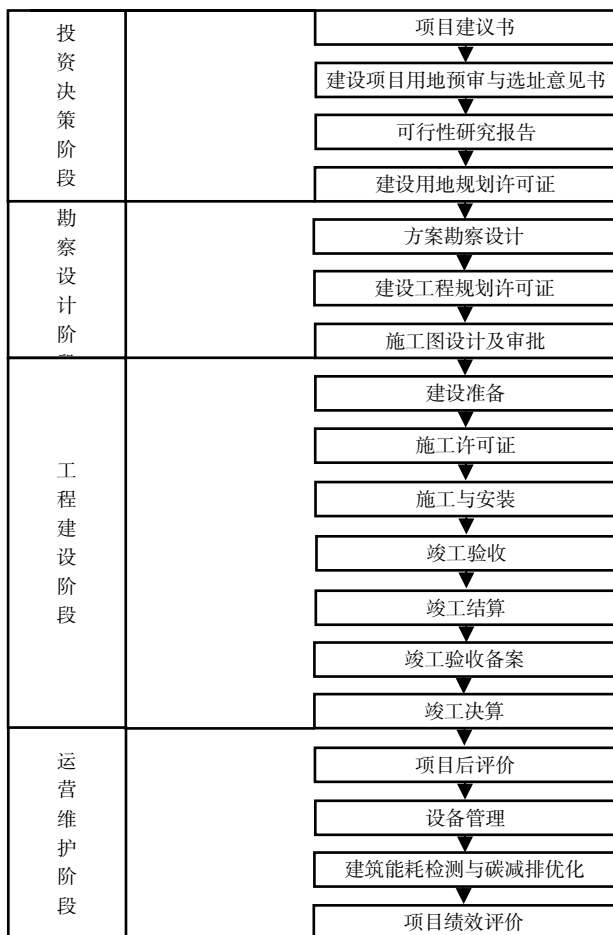 投资决策阶段
项目建议书
建设项目用地预审与选址意见书
可行性研究报告
建设用地规划许可证
勘察设计阶
方案勘察设计
建设工程规划许可证
施工图设计及审批
工程建设阶段
建设准备
施工许可证
施工与安装
竣工验收
竣工结算
竣工验收备案
竣工决算
运营维护阶段
项目后评价
设备管理
建筑能耗检测与碳减排优化
项目绩效评价